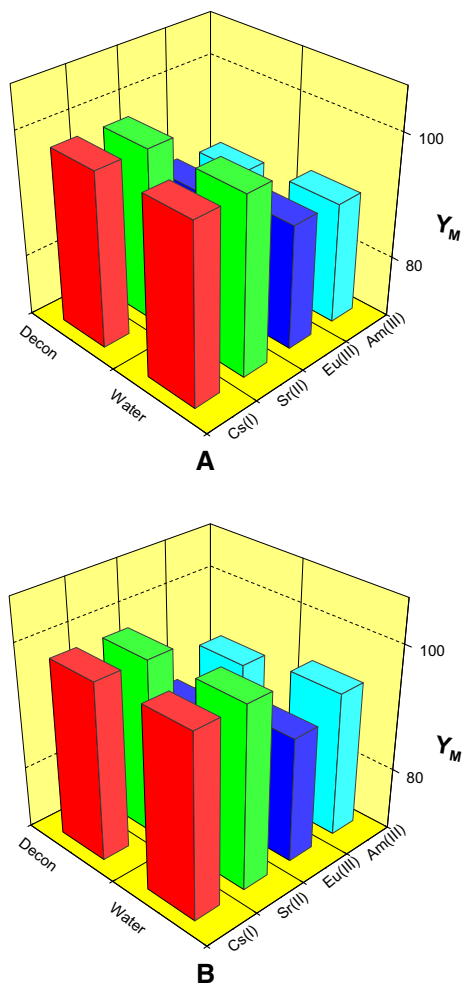 100
Y_M
80
Decon
Water
Cs(I)
Sr(II)
Eu(III)
Am(III)
A
100
Y_M
80
Decon
Water
Cs(I)
Sr(II)
Eu(III)
Am(III)
B